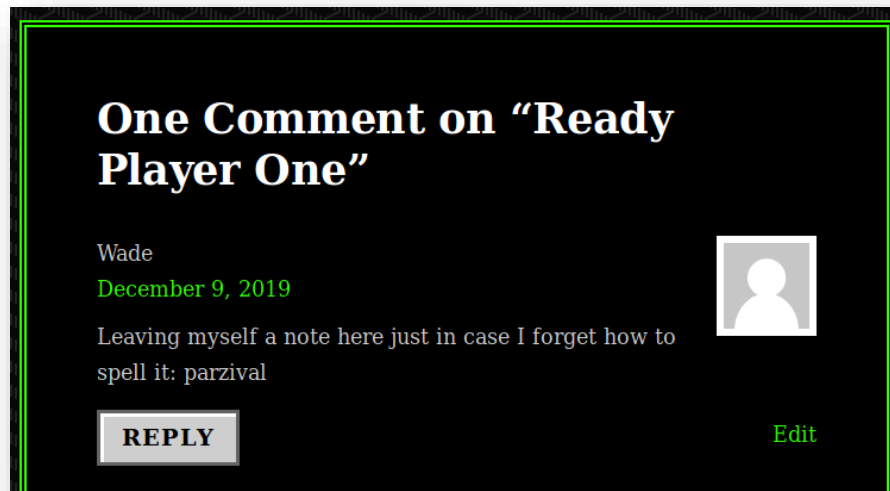 One Comment on “Ready
Player One”
Wade
December 9, 2019
Leaving myself a note here just in case I forget how to
spell it: parzival
REPLY
Edit